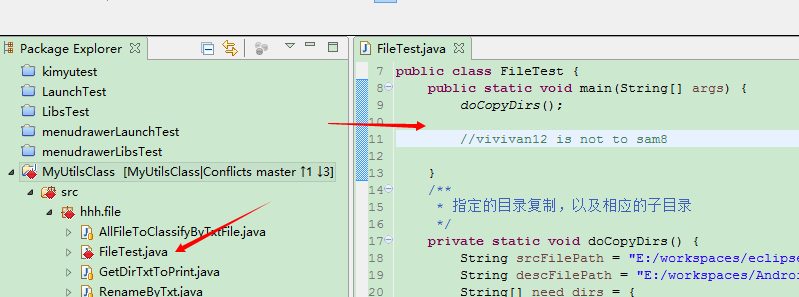 Package Explorer
kimyutest
LaunchTest
LibsTest
menudrawerLaunchTest
menudrawerLibsTest
MyUtilsClass [MyUtilsClass|Conflicts master ↑1 ↓3]
src
hhh.file
AllFileToClassifyByTxtFile.java
FileTest.java
GetDirTxtToPrint.java
RenameByTxt.java
FileTest.java
7 public class FileTest {
8 public static void main(String[] args) {
9 doCopyDirs();
10
11 //vivivan12 is not to sam8
12
13 }
14 /**
15 * 指定的目录复制，以及相应的子目录
16 */
17 private static void doCopyDirs() {
18 String srcFilePath = "E:/workspaces/eclipse
19 String descFilePath = "E:/workspaces/Andro
20 String[] need dirs = {